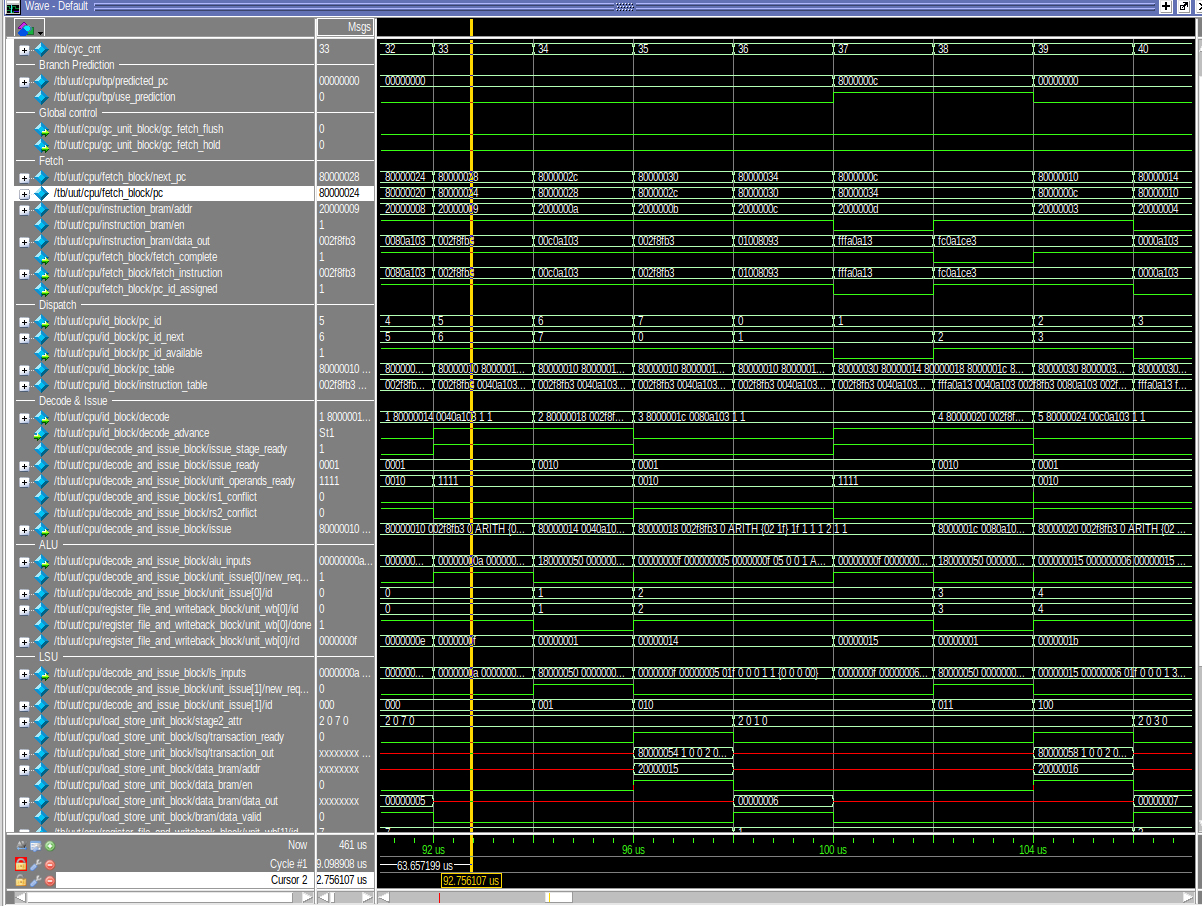 Wave - Default
Msgs
/tb/cyc_cnt 33 32 33 34 35 36 37 38 39 40
Branch Prediction
/tb/uut/cpu/bp/predicted_pc 00000000 00000000 8000000c 00000000
/tb/uut/cpu/bp/use_prediction 0
Global control
/tb/uut/cpu/gc_unit_block/gc_fetch_flush 0
/tb/uut/cpu/gc_unit_block/gc_fetch_hold 0
Fetch
/tb/uut/cpu/fetch_block/next_pc 80000028 80000024 80000028 8000002c 80000030 80000034 8000000c 80000010 80000014
/tb/uut/cpu/fetch_block/pc 80000024 80000020 80000024 80000028 8000002c 80000030 80000034 8000000c 80000010
/tb/uut/cpu/instruction_bram/addr 20000009 20000008 20000009 2000000a 2000000b 2000000c 2000000d 20000003 20000004
/tb/uut/cpu/instruction_bram/en 1
/tb/uut/cpu/instruction_bram/data_out 002f8fb3 0080a103 002f8fb3 00c0a103 002f8fb3 01008093 fffa0a13 fc0a1ce3 0000a103
/tb/uut/cpu/fetch_block/fetch_complete 1
/tb/uut/cpu/fetch_block/fetch_instruction 002f8fb3 0080a103 002f8fb3 00c0a103 002f8fb3 01008093 fffa0a13 fc0a1ce3 0000a103
/tb/uut/cpu/fetch_block/pc_id_assigned 1
Dispatch
/tb/uut/cpu/id_block/pc_id 5 4 5 6 7 0 1 2 3
/tb/uut/cpu/id_block/pc_id_next 6 5 6 7 0 1 2 3
/tb/uut/cpu/id_block/pc_id_available 1
/tb/uut/cpu/id_block/pc_table 80000010 ... 800000... 80000010 8000001... 80000010 8000001... 80000010 8000001... 80000010 8000001... 80000030 80000014 80000018 8000001c 8... 80000030 8000003... 80000030...
/tb/uut/cpu/id_block/instruction_table 002f8fb3 ... 002f8fb... 002f8fb3 0040a103... 002f8fb3 0040a103... 002f8fb3 0040a103... 002f8fb3 0040a103... 002f8fb3 0040a103... fffa0a13 0040a103 002f8fb3 0080a103 002f... fffa0a13 f...
Decode & Issue
/tb/uut/cpu/id_block/decode 1 8000001... 1 80000014 0040a103 1 1 2 80000018 002f8f... 3 8000001c 0080a103 1 1 4 80000020 002f8f... 5 80000024 00c0a103 1 1
/tb/uut/cpu/id_block/decode_advance St1
/tb/uut/cpu/decode_and_issue_block/issue_stage_ready 1
/tb/uut/cpu/decode_and_issue_block/issue_ready 0001 0001 0010 0001 0010 0001
/tb/uut/cpu/decode_and_issue_block/unit_operands_ready 1111 0010 1111 0010 1111 0010
/tb/uut/cpu/decode_and_issue_block/rs1_conflict 0
/tb/uut/cpu/decode_and_issue_block/rs2_conflict 0
/tb/uut/cpu/decode_and_issue_block/issue 80000010 ... 80000010 002f8fb3 0 ARITH {0... 80000014 0040a10... 80000018 002f8fb3 0 ARITH {02 1f} 1f 1 1 1 2 1 1 8000001c 0080a10... 80000020 002f8fb3 0 ARITH {02 ...
ALU
/tb/uut/cpu/decode_and_issue_block/alu_inputs 00000000a... 000000... 00000000a 000000... 180000050 000000... 00000000f 000000005 0000000f 05 0 0 1 A... 00000000f 000000... 180000050 000000... 000000015 000000006 00000015 ...
/tb/uut/cpu/decode_and_issue_block/unit_issue[0]/new_req... 1
/tb/uut/cpu/decode_and_issue_block/unit_issue[0]/id 0 0 1 2 3 4
/tb/uut/cpu/register_file_and_writeback_block/unit_wb[0]/id 0 0 1 2 3 4
/tb/uut/cpu/register_file_and_writeback_block/unit_wb[0]/done 1
/tb/uut/cpu/register_file_and_writeback_block/unit_wb[0]/rd 0000000f 0000000e 0000000f 00000001 00000014 00000015 00000001 0000001b
LSU
/tb/uut/cpu/decode_and_issue_block/ls_inputs 0000000a ... 000000... 0000000a 0000000... 80000050 0000000... 0000000f 00000005 01f 0 0 0 1 1 {0 0 0 00} 0000000f 00000006... 80000050 0000000... 00000015 00000006 01f 0 0 0 1 3...
/tb/uut/cpu/decode_and_issue_block/unit_issue[1]/new_req... 0
/tb/uut/cpu/decode_and_issue_block/unit_issue[1]/id 000 000 001 010 011 100
/tb/uut/cpu/load_store_unit_block/stage2_attr 2 0 7 0 2 0 7 0 2 0 1 0 2 0 3 0
/tb/uut/cpu/load_store_unit_block/lsq/transaction_ready 0
/tb/uut/cpu/load_store_unit_block/lsq/transaction_out xxxxxxxx ... 80000054 1 0 0 2 0... 80000058 1 0 0 2 0...
/tb/uut/cpu/load_store_unit_block/data_bram/addr xxxxxxxx 20000015 20000016
/tb/uut/cpu/load_store_unit_block/data_bram/en 0
/tb/uut/cpu/load_store_unit_block/data_bram/data_out xxxxxxxx 00000005 00000006 00000007
/tb/uut/cpu/load_store_unit_block/bram/data_valid 0
Now 461 us 92 us 96 us 100 us 104 us
Cycle #1 9.098908 us 63.657199 us
Cursor 2 2.756107 us 92.756107 us